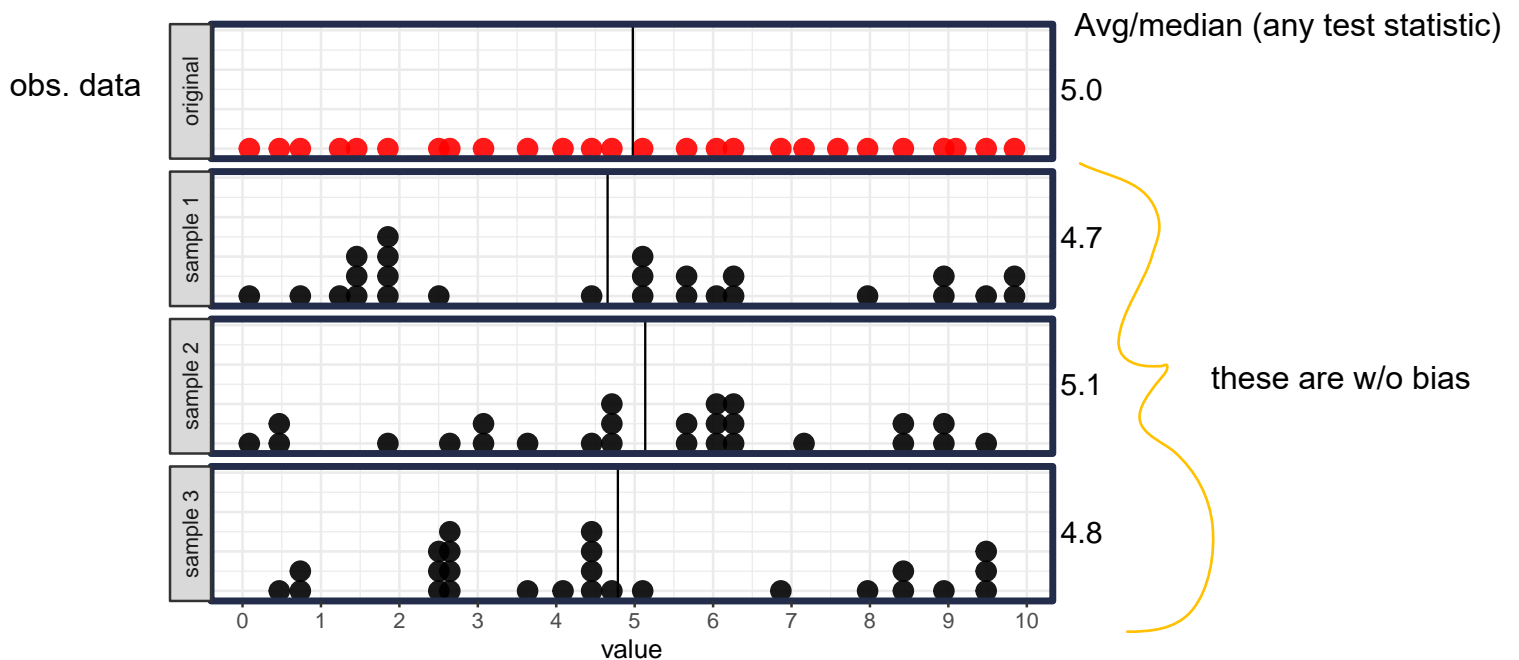 Avg/median (any test statistic)
obs. data
original
5.0
sample 1
4.7
sample 2
5.1
these are w/o bias
sample 3
4.8
0 1 2 3 4 5 6 7 8 9 10
value